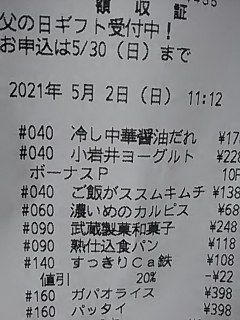 領収証
父の日ギフト受付中!
お申込は5/30(日)まで
2021年 5月 2日(日) 11:12
#040 冷し中華醤油だれ ¥178
#040 小岩井ヨーグルト ¥228
ボーナスP 10P
#040 ご飯がススムキムチ ¥138
#060 濃いめのカルピス ¥68
#090 武蔵製菓和菓子 ¥248
#090 熟仕込食パン ¥118
#140 すっきりCa鉄 ¥108
値引 20% -¥22
#160 ガパオライス ¥398
#160 パッタイ ¥398